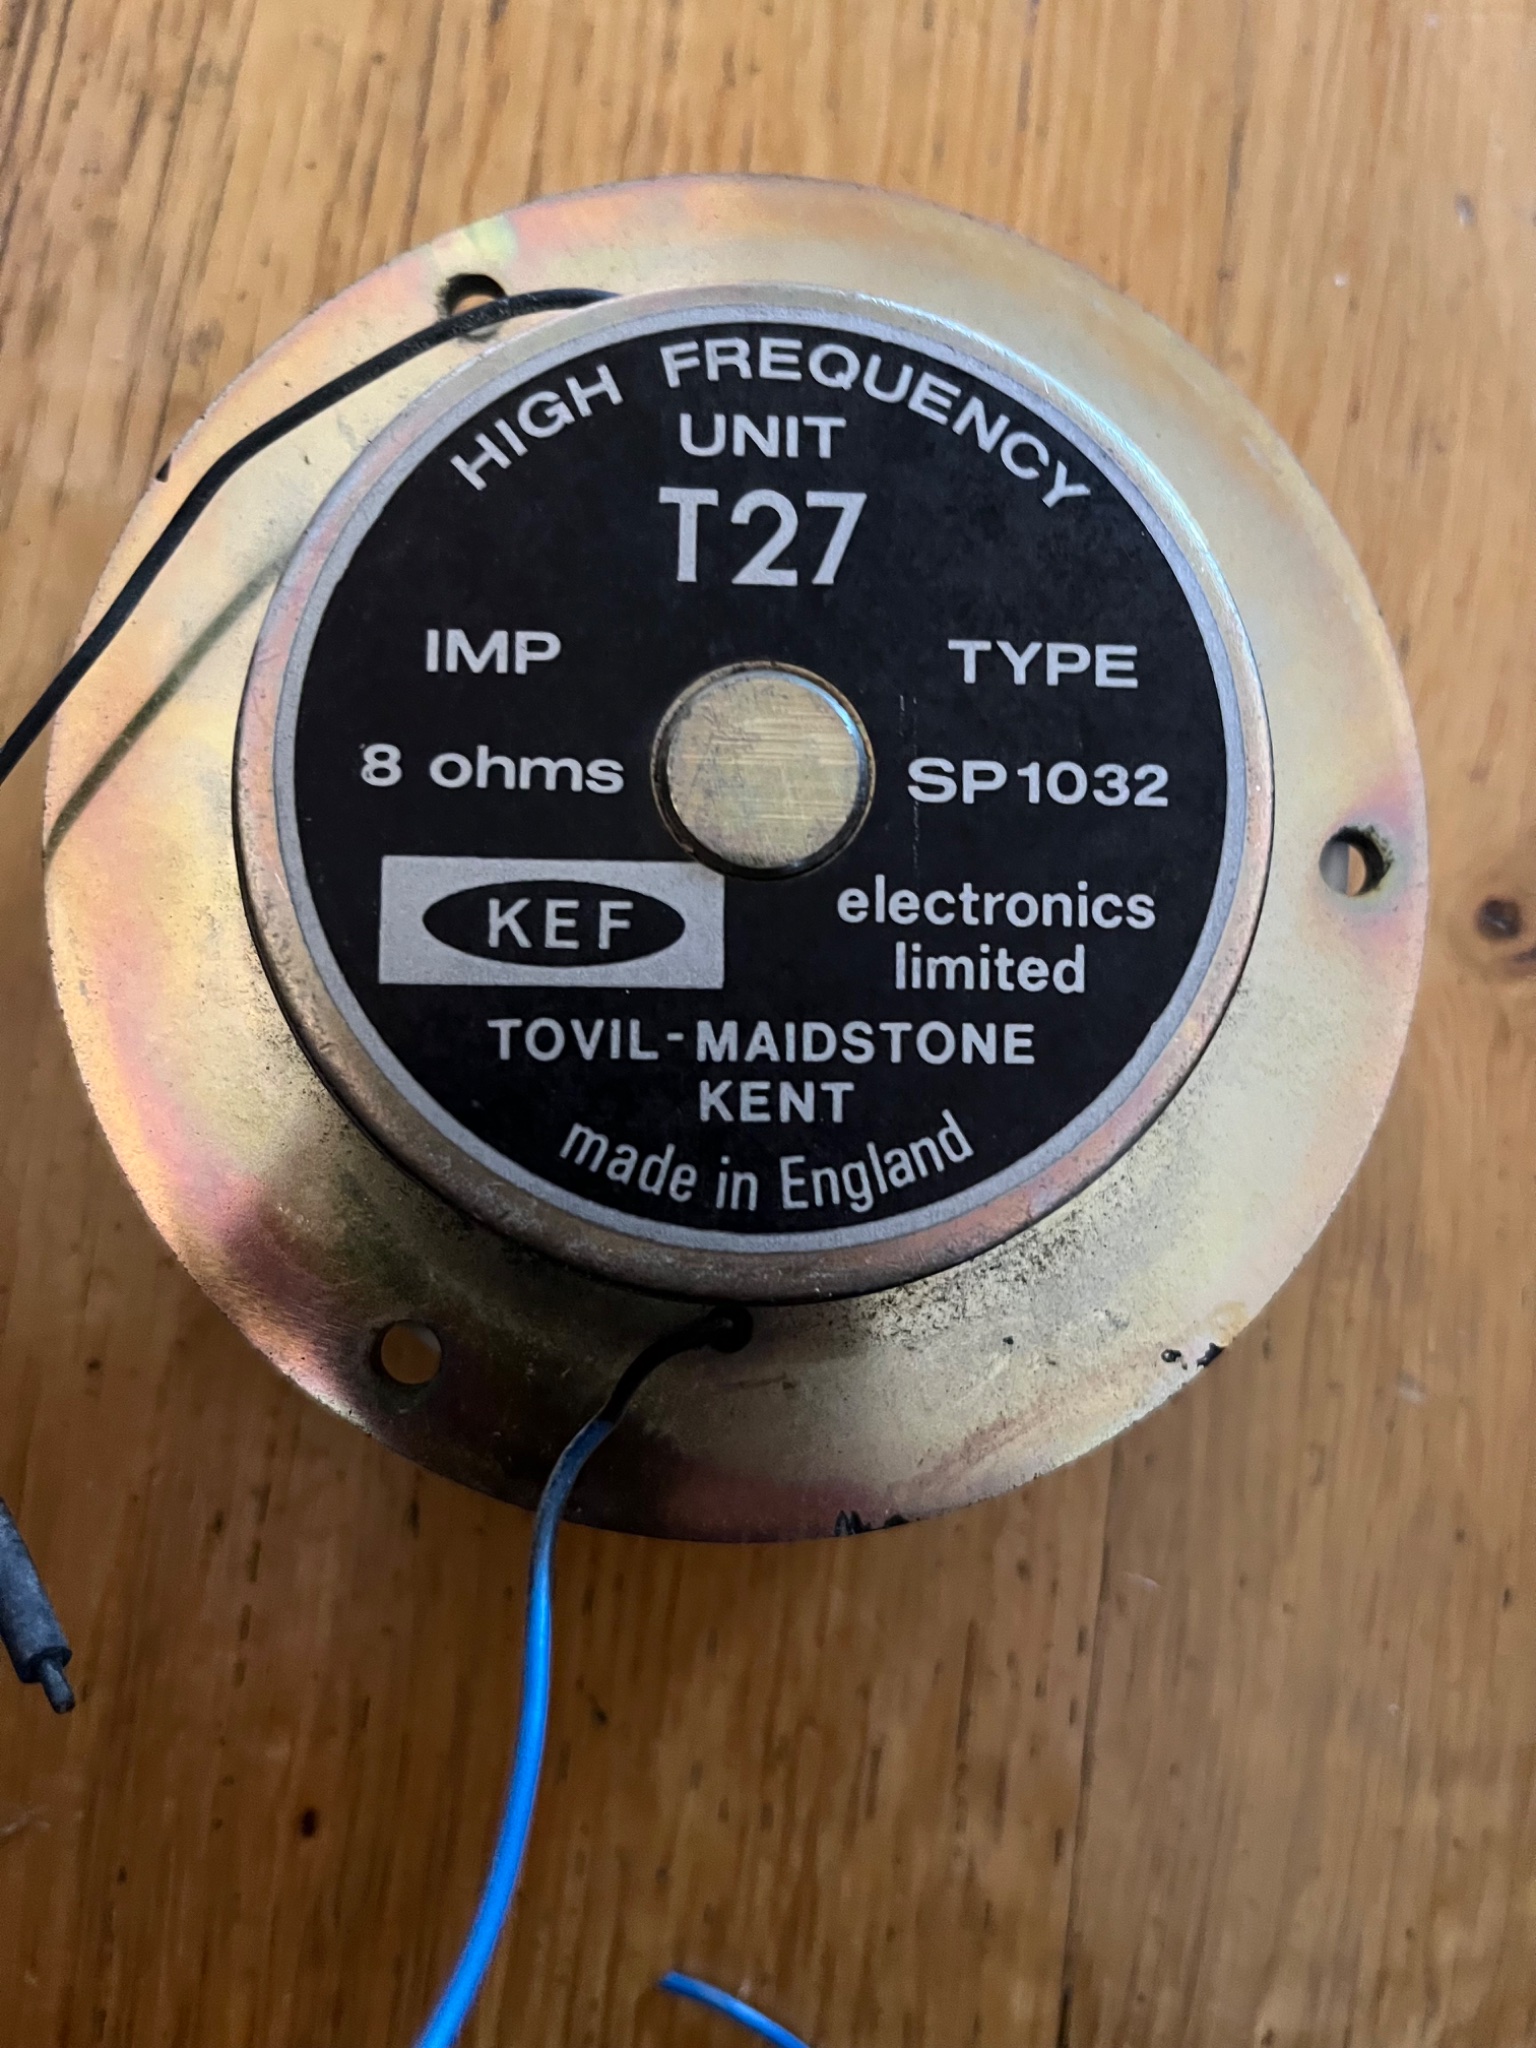 HIGH FREQUENCY
UNIT
T27
IMP TYPE
8 ohms SP1032
KEF electronics
limited
TOVIL-MAIDSTONE
KENT
made in England